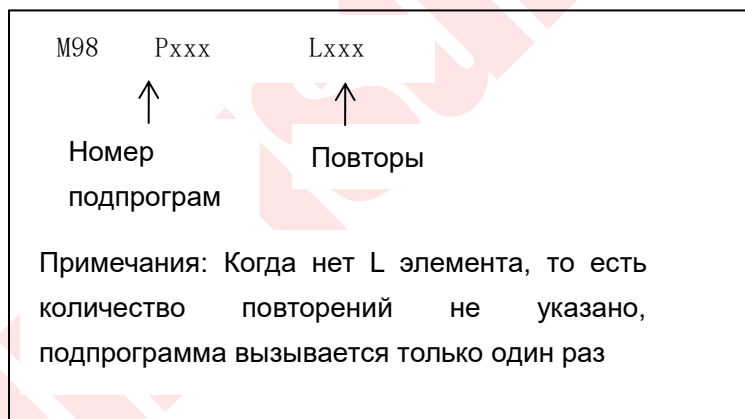 M98 Pxxx Lxxx
Номер Повторы
подпрограм
Примечания: Когда нет L элемента, то есть
количество повторений не указано,
подпрограмма вызывается только один раз